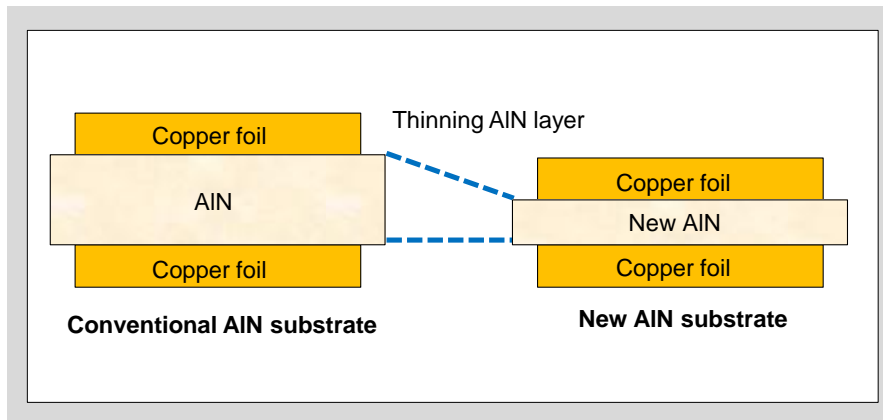 Copper foil
AlN
Copper foil
Conventional AlN substrate
Thinning AlN layer
Copper foil
New AlN
Copper foil
New AlN substrate